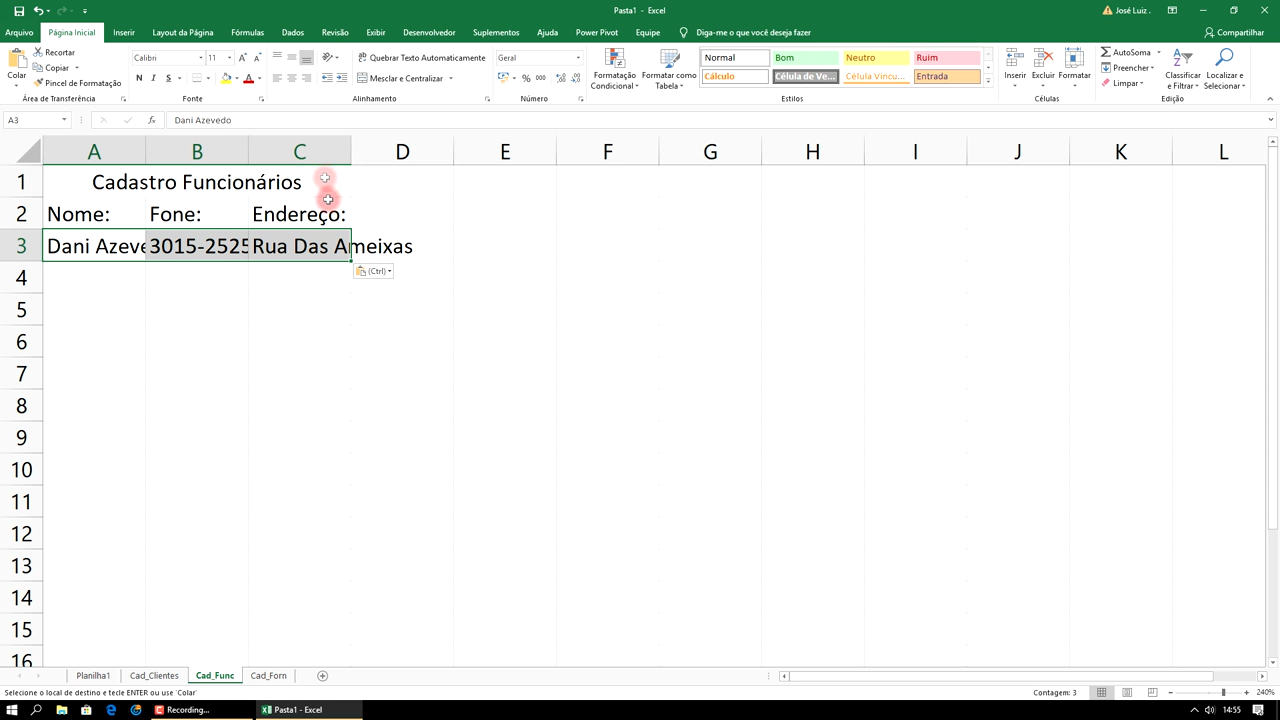 Pasta1 - Excel
José Luiz .
Arquivo Página Inicial Inserir Layout da Página Fórmulas Dados Revisão Exibir Desenvolvedor Suplementos Ajuda Power Pivot Equipe Diga-me o que você deseja fazer Compartilhar
Colar
Recortar
Copiar
Pincel de Formatação
Área de Transferência
Calibri 11
N I S
Fonte
Quebrar Texto Automaticamente
Mesclar e Centralizar
Alinhamento
Geral
% 000
Número
Formatação Condicional
Formatar como Tabela
Normal Bom Neutro Ruim
Cálculo Célula de Ve... Célula Vincu... Entrada
Estilos
Inserir Excluir Formatar
Células
AutoSoma
Preencher
Limpar
Classificar e Filtrar
Localizar e Selecionar
Edição
A3 fx Dani Azevedo
A B C D E F G H I J K L
1 Cadastro Funcionários
2 Nome: Fone: Endereço:
3 Dani Azeve 3015-2525 Rua Das Ameixas
(Ctrl)
4
5
6
7
8
9
10
11
12
13
14
15
16
Planilha1 Cad_Clientes Cad_Func Cad_Forn
Selecione o local de destino e tecle ENTER ou use 'Colar' Contagem: 3 240%
Recording... Pasta1 - Excel 14:55